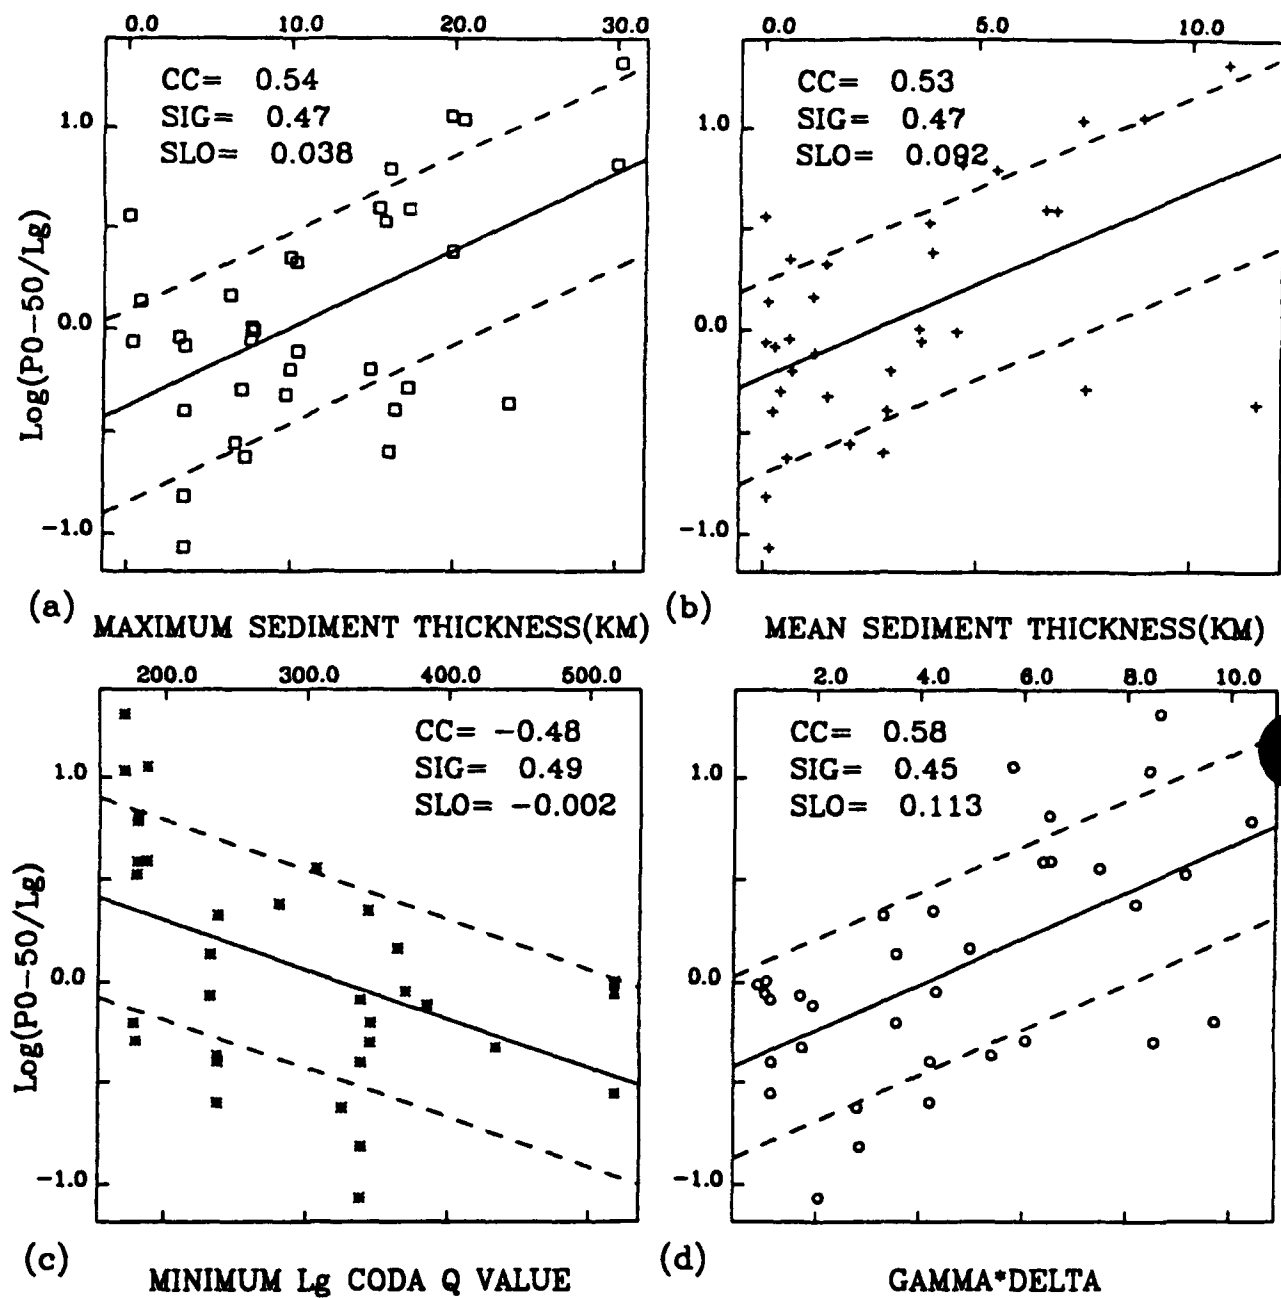 0.0 10.0 20.0 30.0
CC= 0.54
SIG= 0.47
SLO= 0.038
1.0
0.0
-1.0
Log(P0-50/Lg)
(a)
MAXIMUM SEDIMENT THICKNESS(KM)
0.0 5.0 10.0
CC= 0.53
SIG= 0.47
SLO= 0.092
1.0
0.0
-1.0
(b)
MEAN SEDIMENT THICKNESS(KM)
200.0 300.0 400.0 500.0
CC= -0.48
SIG= 0.49
SLO= -0.002
1.0
0.0
-1.0
Log(P0-50/Lg)
(c)
MINIMUM Lg CODA Q VALUE
2.0 4.0 6.0 8.0 10.0
CC= 0.58
SIG= 0.45
SLO= 0.113
1.0
0.0
-1.0
(d)
GAMMA*DELTA